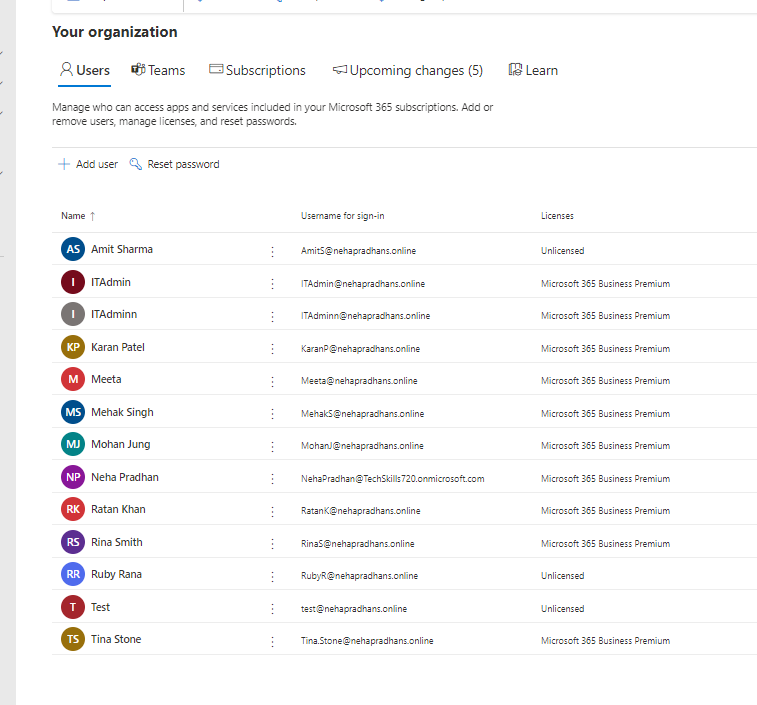 Your organization
Users Teams Subscriptions Upcoming changes (5) Learn
Manage who can access apps and services included in your Microsoft 365 subscriptions. Add or
remove users, manage licenses, and reset passwords.
Add user Reset password
Name ↑ Username for sign-in Licenses
AS Amit Sharma AmitS@nehapradhans.online Unlicensed
I ITAdmin ITAdmin@nehapradhans.online Microsoft 365 Business Premium
I ITAdminn ITAdminn@nehapradhans.online Microsoft 365 Business Premium
KP Karan Patel KaranP@nehapradhans.online Microsoft 365 Business Premium
M Meeta Meeta@nehapradhans.online Microsoft 365 Business Premium
MS Mehak Singh MehakS@nehapradhans.online Microsoft 365 Business Premium
MJ Mohan Jung MohanJ@nehapradhans.online Microsoft 365 Business Premium
NP Neha Pradhan NehaPradhan@TechSkills720.onmicrosoft.com Microsoft 365 Business Premium
RK Ratan Khan RatanK@nehapradhans.online Microsoft 365 Business Premium
RS Rina Smith RinaS@nehapradhans.online Microsoft 365 Business Premium
RR Ruby Rana RubyR@nehapradhans.online Unlicensed
T Test test@nehapradhans.online Unlicensed
TS Tina Stone Tina.Stone@nehapradhans.online Microsoft 365 Business Premium